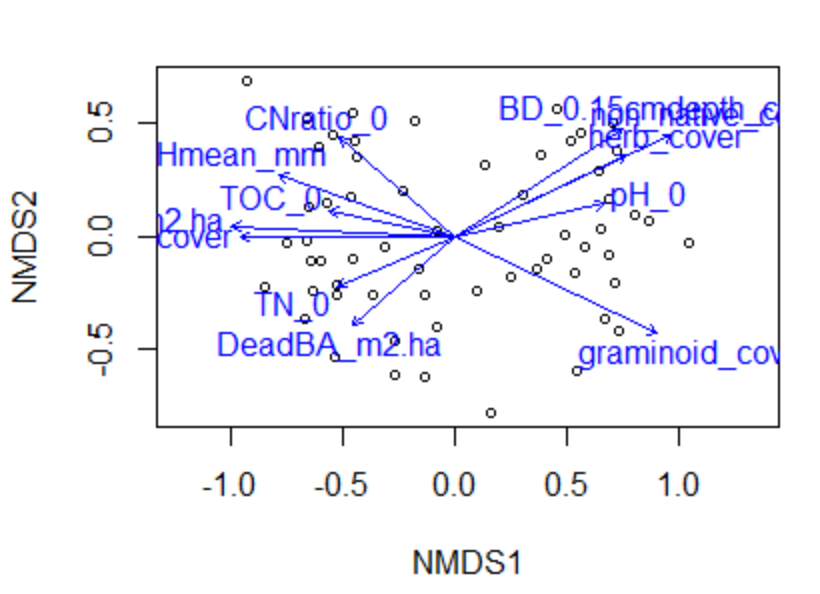 NMDS2
0.5
0.0
-0.5
BD_0.15cmdepth_c
non_native_co
CNratio_0
herb_cover
Hmean_mm
TOC_0
pH_0
m2.ha
cover
TN_0
DeadBA_m2.ha
graminoid_cov
-1.0 -0.5 0.0 0.5 1.0
NMDS1